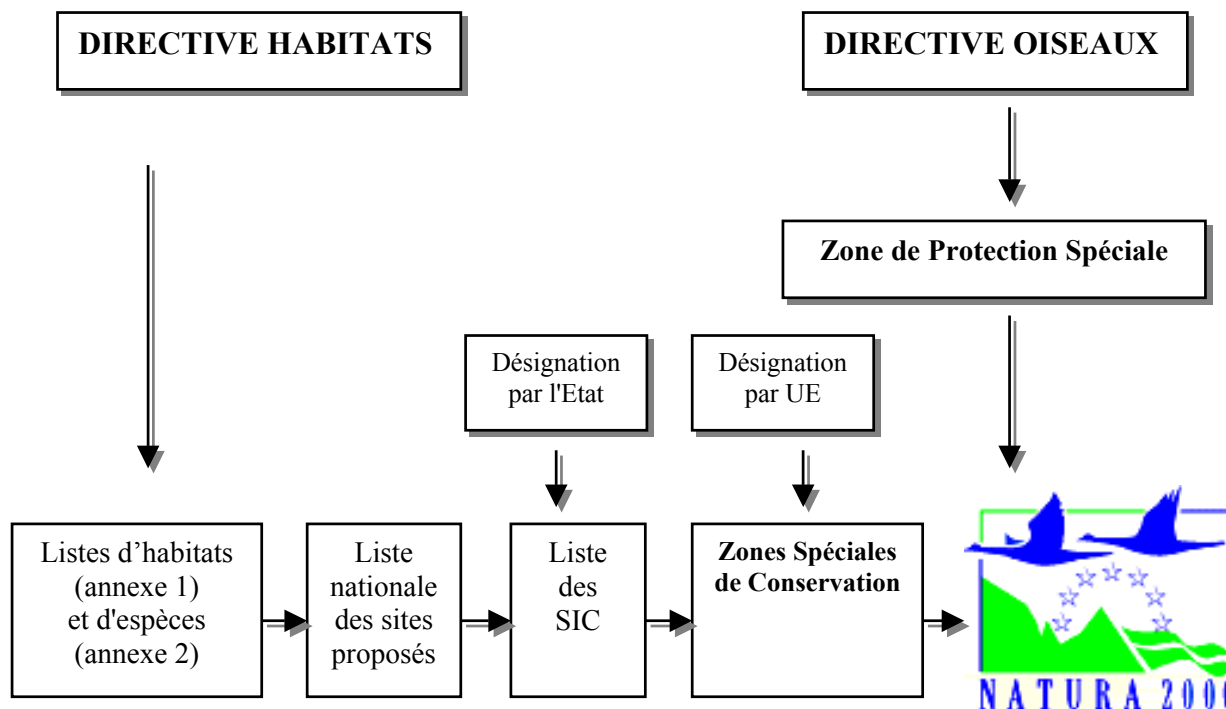 DIRECTIVE HABITATS
DIRECTIVE OISEAUX
Zone de Protection Spéciale
Désignation
par l'Etat
Désignation
par UE
Listes d’habitats
(annexe 1)
et d'espèces
(annexe 2)
Liste
nationale
des sites
proposés
Liste
des
SIC
Zones Spéciales
de Conservation
NATURA 2000